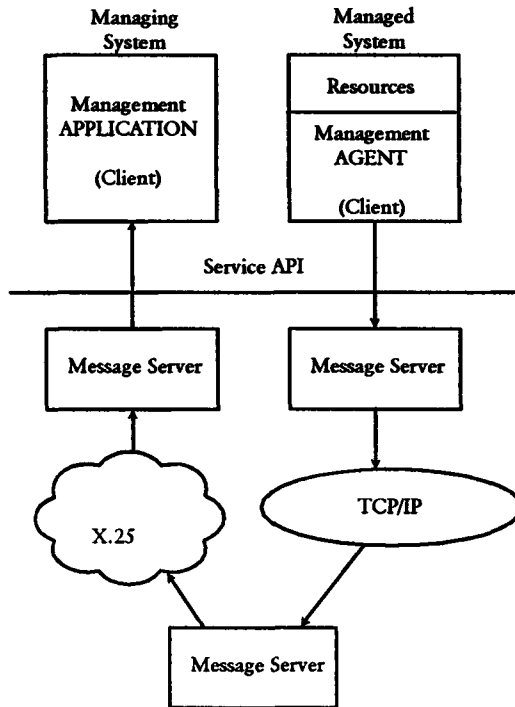 Managing
System
Managed
System
Management
APPLICATION
(Client)
Resources
Management
AGENT
(Client)
Service API
Message Server
Message Server
X.25
TCP/IP
Message Server